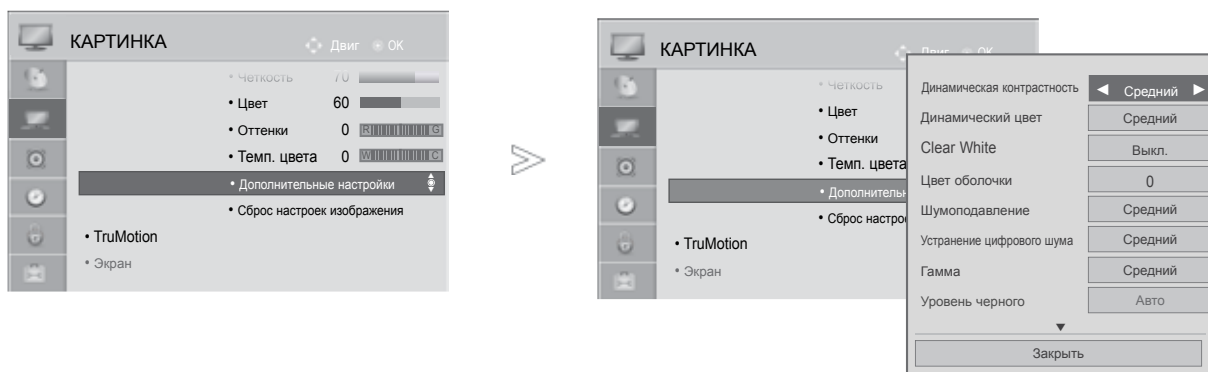 КАРТИНКА
Двиг OK
• Четкость 70
• Цвет 60
• Оттенки 0 R G
• Темп. цвета 0 W C
• Дополнительные настройки
• Сброс настроек изображения
• TruMotion
• Экран
КАРТИНКА
Двиг OK
• Четкость
• Цвет
• Оттенки
• Темп. цвета
• Дополнительн
• Сброс настро
• TruMotion
• Экран
Динамическая контрастность ◀ Средний ▶
Динамический цвет Средний
Clear White Выкл.
Цвет оболочки 0
Шумоподавление Средний
Устранение цифрового шума Средний
Гамма Средний
Уровень черного Авто
▼
Закрыть